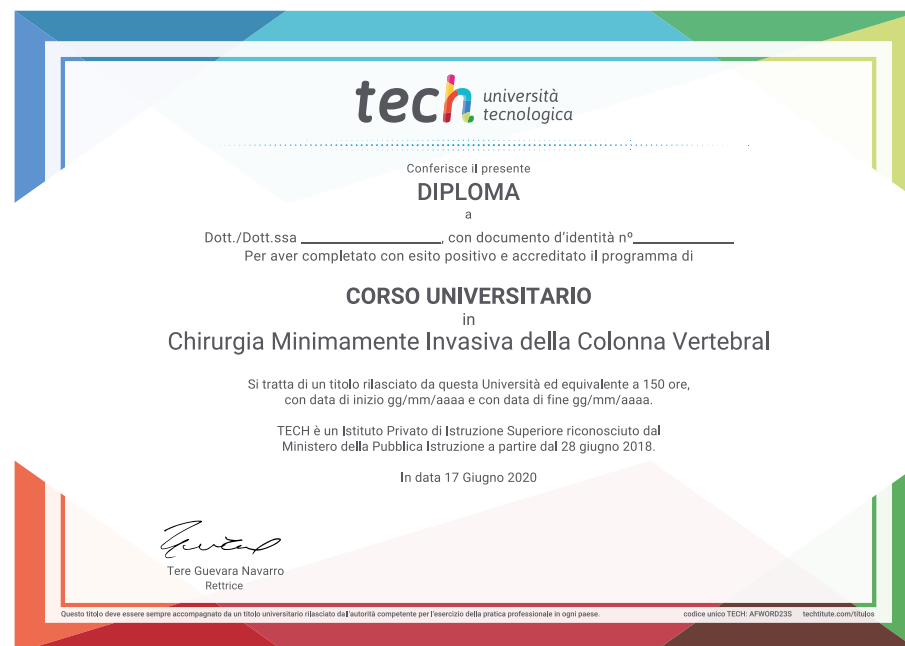 tech università
tecnologica
Conferisce il presente
DIPLOMA
a
Dott./Dott.ssa ____________________, con documento d'identità nº______________
Per aver completato con esito positivo e accreditato il programma di
CORSO UNIVERSITARIO
in
Chirurgia Minimamente Invasiva della Colonna Vertebral
Si tratta di un titolo rilasciato da questa Università ed equivalente a 150 ore,
con data di inizio gg/mm/aaaa e con data di fine gg/mm/aaaa.
TECH è un Istituto Privato di Istruzione Superiore riconosciuto dal
Ministero della Pubblica Istruzione a partire dal 28 giugno 2018.
In data 17 Giugno 2020
Tere Guevara Navarro
Rettrice
Questo titolo deve essere sempre accompagnato da un titolo universitario rilasciato dall'autorità competente per l'esercizio della pratica professionale in ogni paese. codice unico TECH: AFWORD23S techtitute.com/titulos